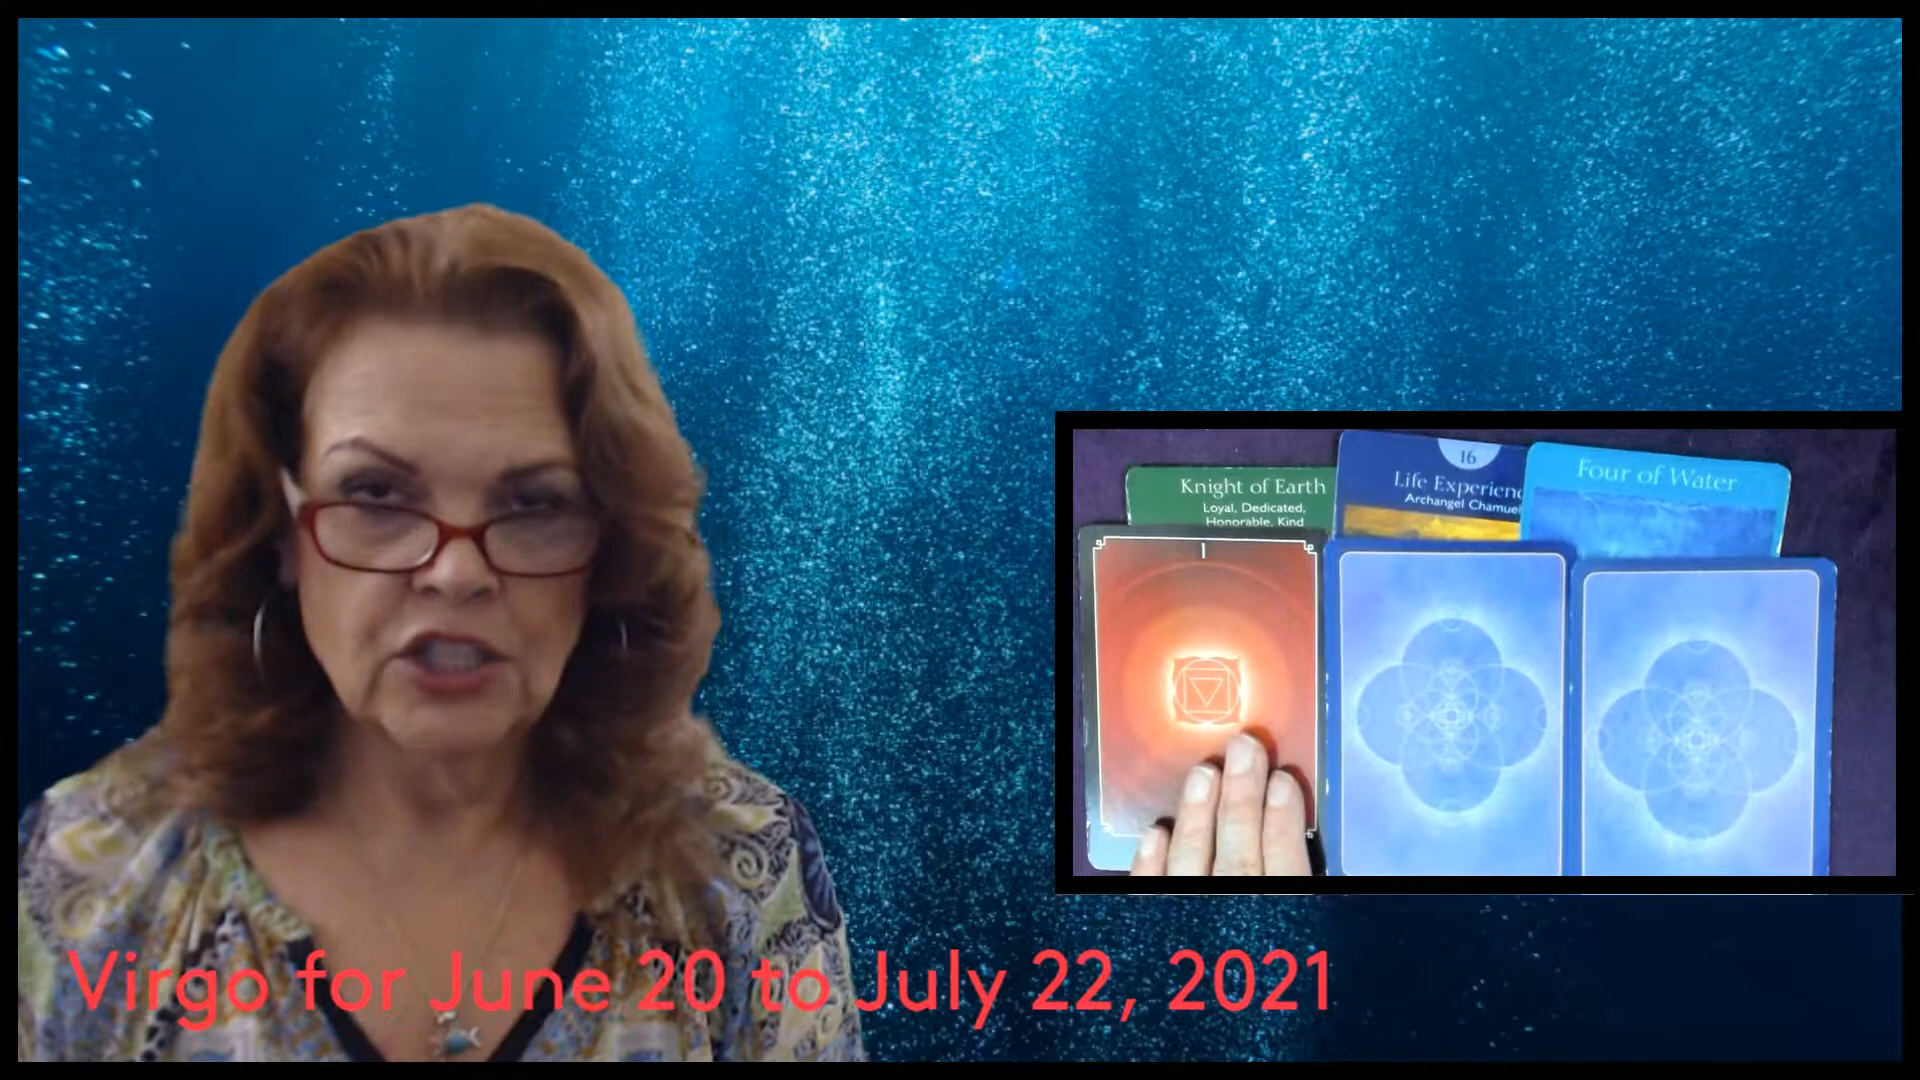 16
Life Experienc
Archangel Chamuel
Four of Water
Knight of Earth
Loyal, Dedicated,
Honorable, Kind
I
Virgo for June 20 to July 22, 2021